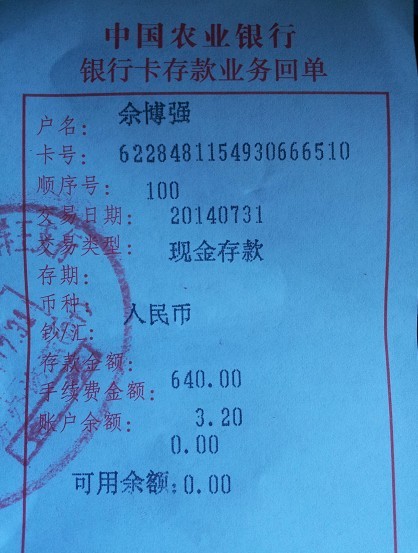 中国农业银行
银行卡存款业务回单
户名: 余博强
卡号: 6228481154930666510
顺序号: 100
交易日期: 20140731
交易类型: 现金存款
存期:
币种: 人民币
钞/汇:
存款金额: 640.00
手续费金额: 3.20
账户余额: 0.00
可用余额:0.00